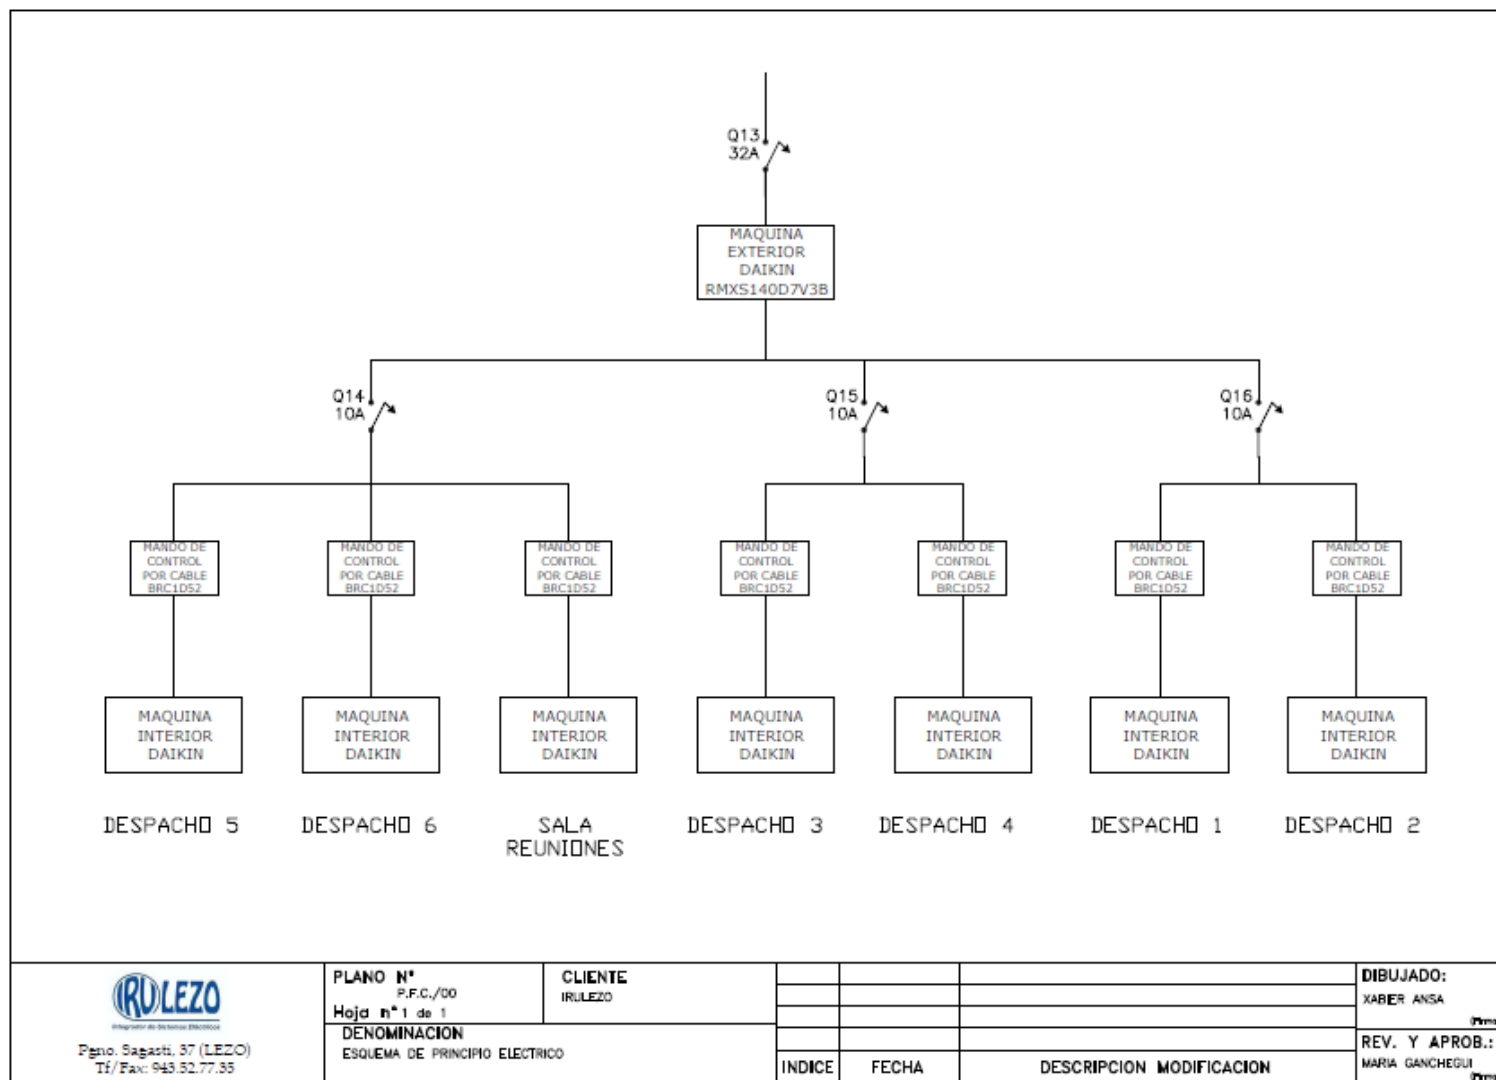 Q13
32A
MAQUINA
EXTERIOR
DAIKIN
RMXS140D7V3B
Q14
10A
Q15
10A
Q16
10A
MANDO DE
CONTROL
POR CABLE
BRC1D52
MANDO DE
CONTROL
POR CABLE
BRC1D52
MANDO DE
CONTROL
POR CABLE
BRC1D52
MANDO DE
CONTROL
POR CABLE
BRC1D52
MANDO DE
CONTROL
POR CABLE
BRC1D52
MANDO DE
CONTROL
POR CABLE
BRC1D52
MANDO DE
CONTROL
POR CABLE
BRC1D52
MAQUINA
INTERIOR
DAIKIN
MAQUINA
INTERIOR
DAIKIN
MAQUINA
INTERIOR
DAIKIN
MAQUINA
INTERIOR
DAIKIN
MAQUINA
INTERIOR
DAIKIN
MAQUINA
INTERIOR
DAIKIN
MAQUINA
INTERIOR
DAIKIN
DESPACHO 5
DESPACHO 6
SALA
REUNIONES
DESPACHO 3
DESPACHO 4
DESPACHO 1
DESPACHO 2
IRULEZO
Integrador de Sistemas Eléctricos
Pgno. Sagasti, 37 (LEZO)
Tf/Fax: 943.52.77.35
PLANO Nº
P.F.C./00
Hoja nº 1 de 1
CLIENTE
IRULEZO
DENOMINACION
ESQUEMA DE PRINCIPIO ELECTRICO
INDICE
FECHA
DESCRIPCION MODIFICACION
DIBUJADO:
XABIER ANSA
REV. Y APROB.:
MARIA GANCHEGUI